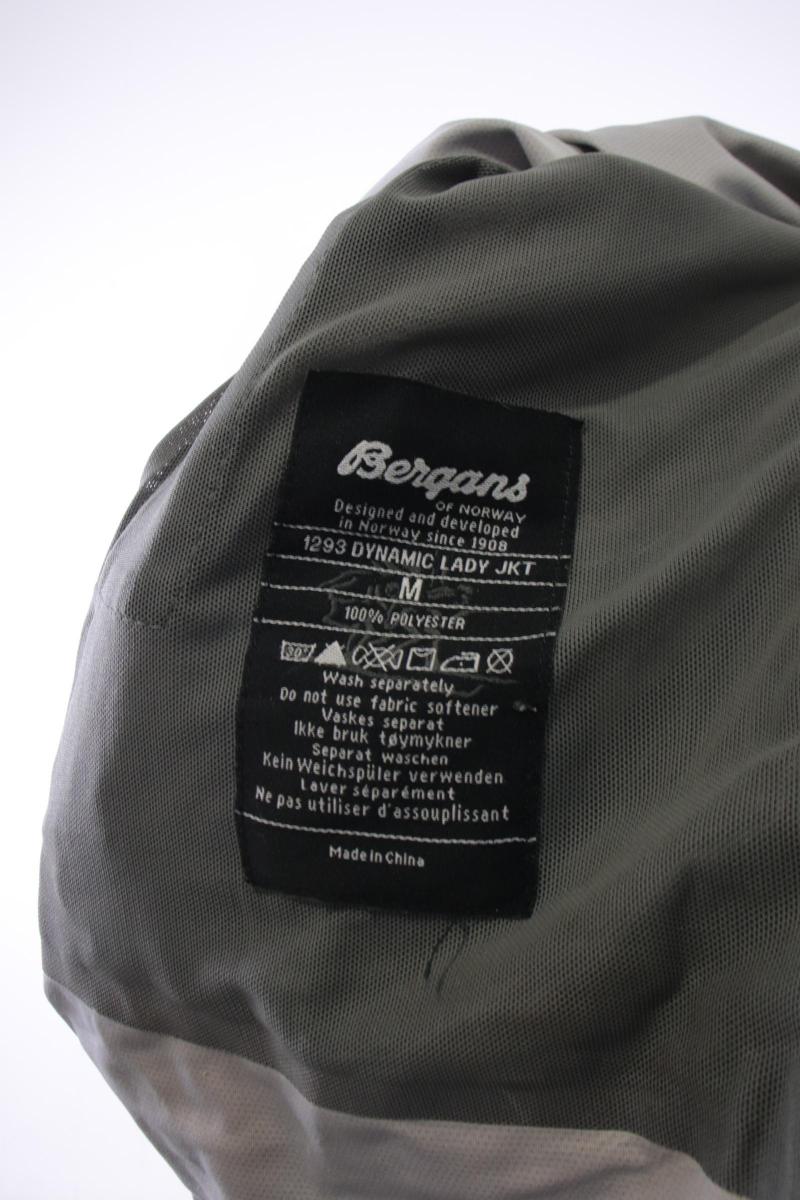 Bergans
OF NORWAY
Designed and developed
in Norway since 1908
1293 DYNAMIC LADY JKT
M
100% POLYESTER
30°
Wash separately
Do not use fabric softener
Vaskes separat
Ikke bruk tøymykner
Separat waschen
Kein Weichspüler verwenden
Laver séparément
Ne pas utiliser d'assouplissant
Made in China